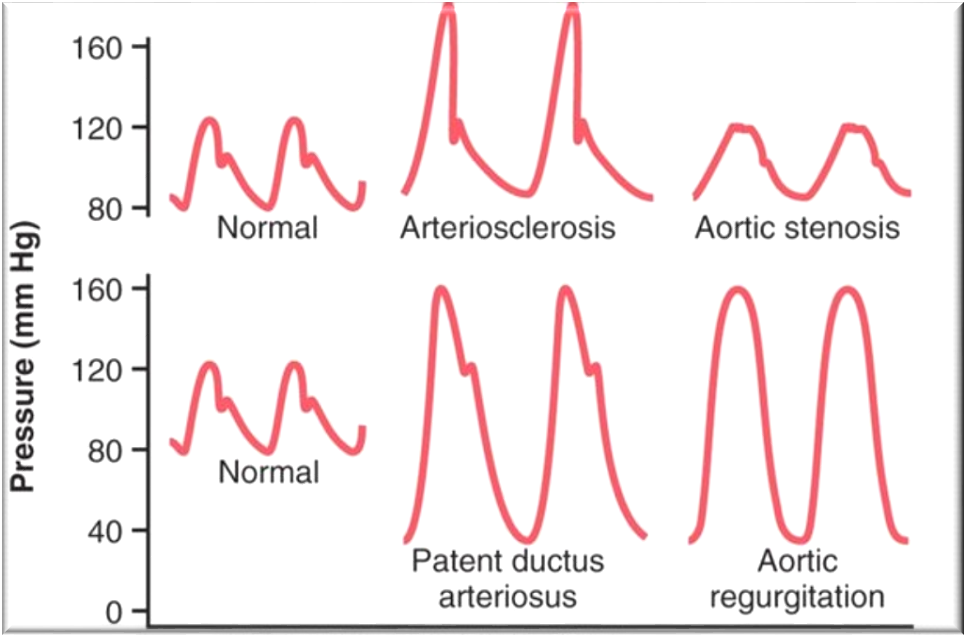 Pressure (mm Hg)
160
120
80
Normal
Arteriosclerosis
Aortic stenosis
160
120
80
40
0
Normal
Patent ductus
arteriosus
Aortic
regurgitation